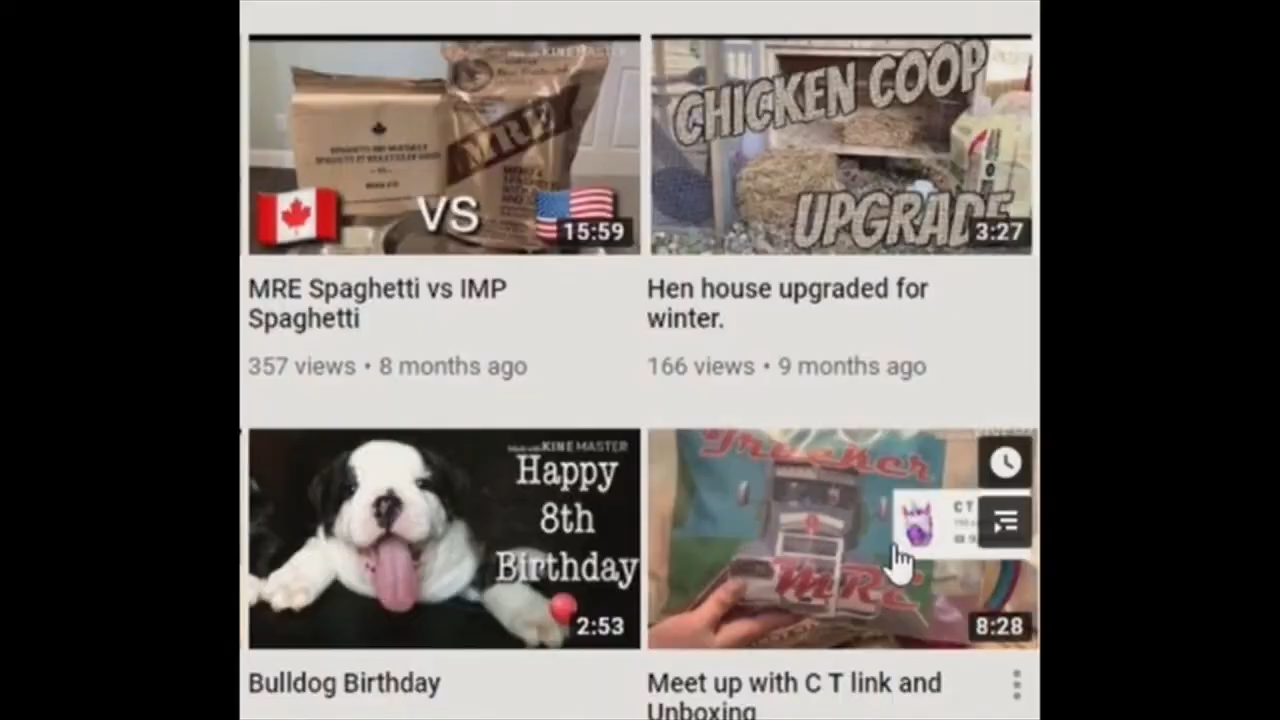 KINEMASTER
MRE
VS
15:59
CHICKEN COOP
UPGRADE
3:27
MRE Spaghetti vs IMP
Spaghetti
357 views • 8 months ago
Hen house upgraded for
winter.
166 views • 9 months ago
KINEMASTER
Happy
8th
Birthday
2:53
Trucker
MRE
C T
8:28
Bulldog Birthday
Meet up with C T link and
Unboxing